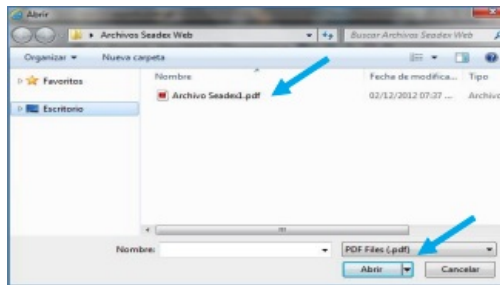 Abrir
Archivos Seadex Web
Buscar Archivos Seadex Web
Organizar
Nueva carpeta
Nombre
Fecha de modifica...
Tipo
Favoritos
Archivo Seadex1.pdf
02/12/2012 07:37 ...
Archivo
Escritorio
Nombre:
PDF Files (.pdf)
Abrir
Cancelar